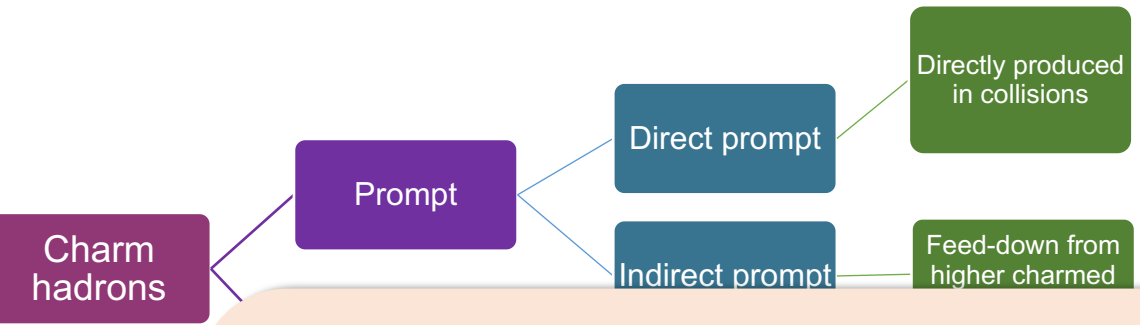 Directly produced
in collisions
Direct prompt
Prompt
Charm
hadrons
Indirect prompt
Feed-down from
higher charmed